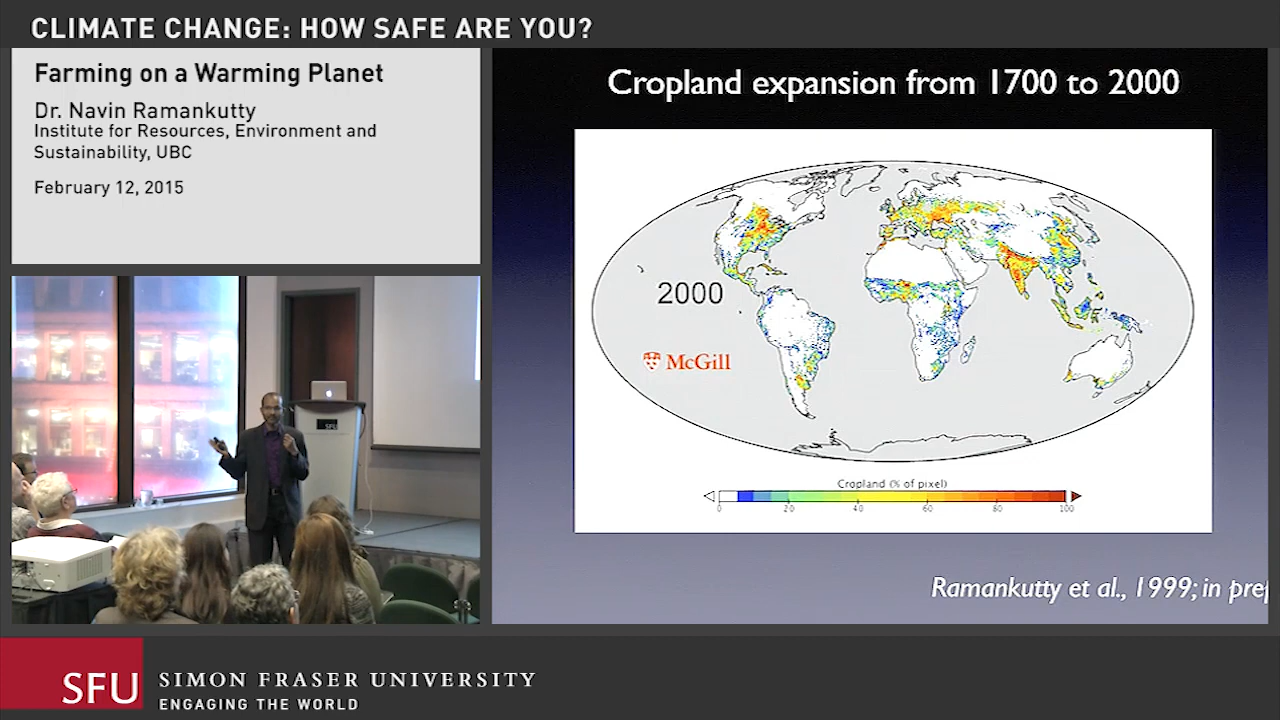 CLIMATE CHANGE: HOW SAFE ARE YOU?
Farming on a Warming Planet
Dr. Navin Ramankutty
Institute for Resources, Environment and
Sustainability, UBC
February 12, 2015
Cropland expansion from 1700 to 2000
2000
McGill
Cropland (% of pixel)
0 20 40 60 80 100
Ramankutty et al., 1999; in pre
SFU
SFU
SIMON FRASER UNIVERSITY
ENGAGING THE WORLD